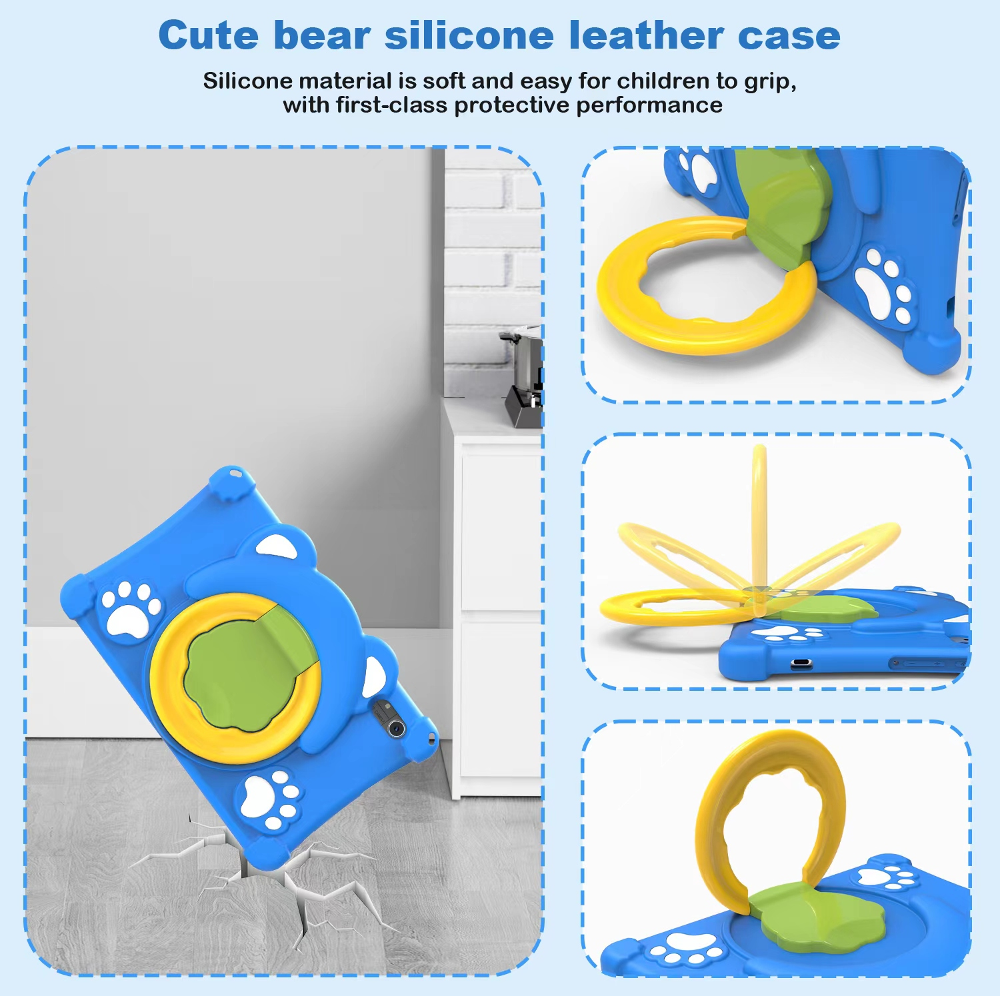 Cute bear silicone leather case
Silicone material is soft and easy for children to grip,
with first-class protective performance